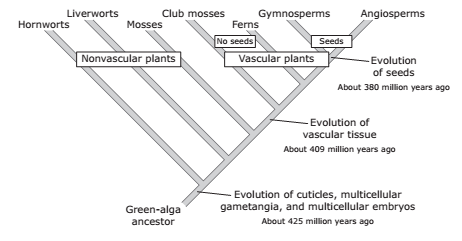 Liverworts
Club mosses
Gymnosperms
Angiosperms
Hornworts
Mosses
Ferns
No seeds
Seeds
Nonvascular plants
Vascular plants
Evolution
of seeds
About 380 million years ago
Evolution of
vascular tissue
About 409 million years ago
Evolution of cuticles, multicellular
gametangia, and multicellular embryos
About 425 million years ago
Green-alga
ancestor